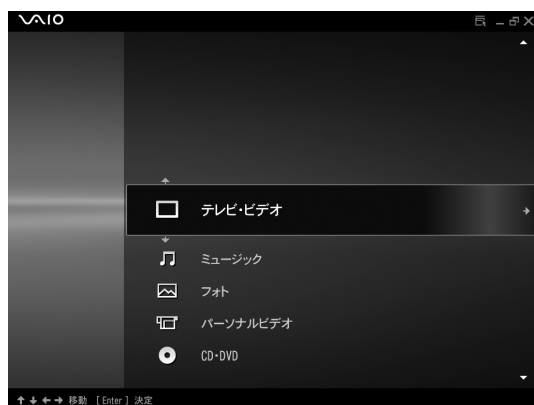 VAIO
テレビ・ビデオ
ミュージック
フォト
パーソナルビデオ
CD・DVD
↑ ↓ ← → 移動 [Enter] 決定